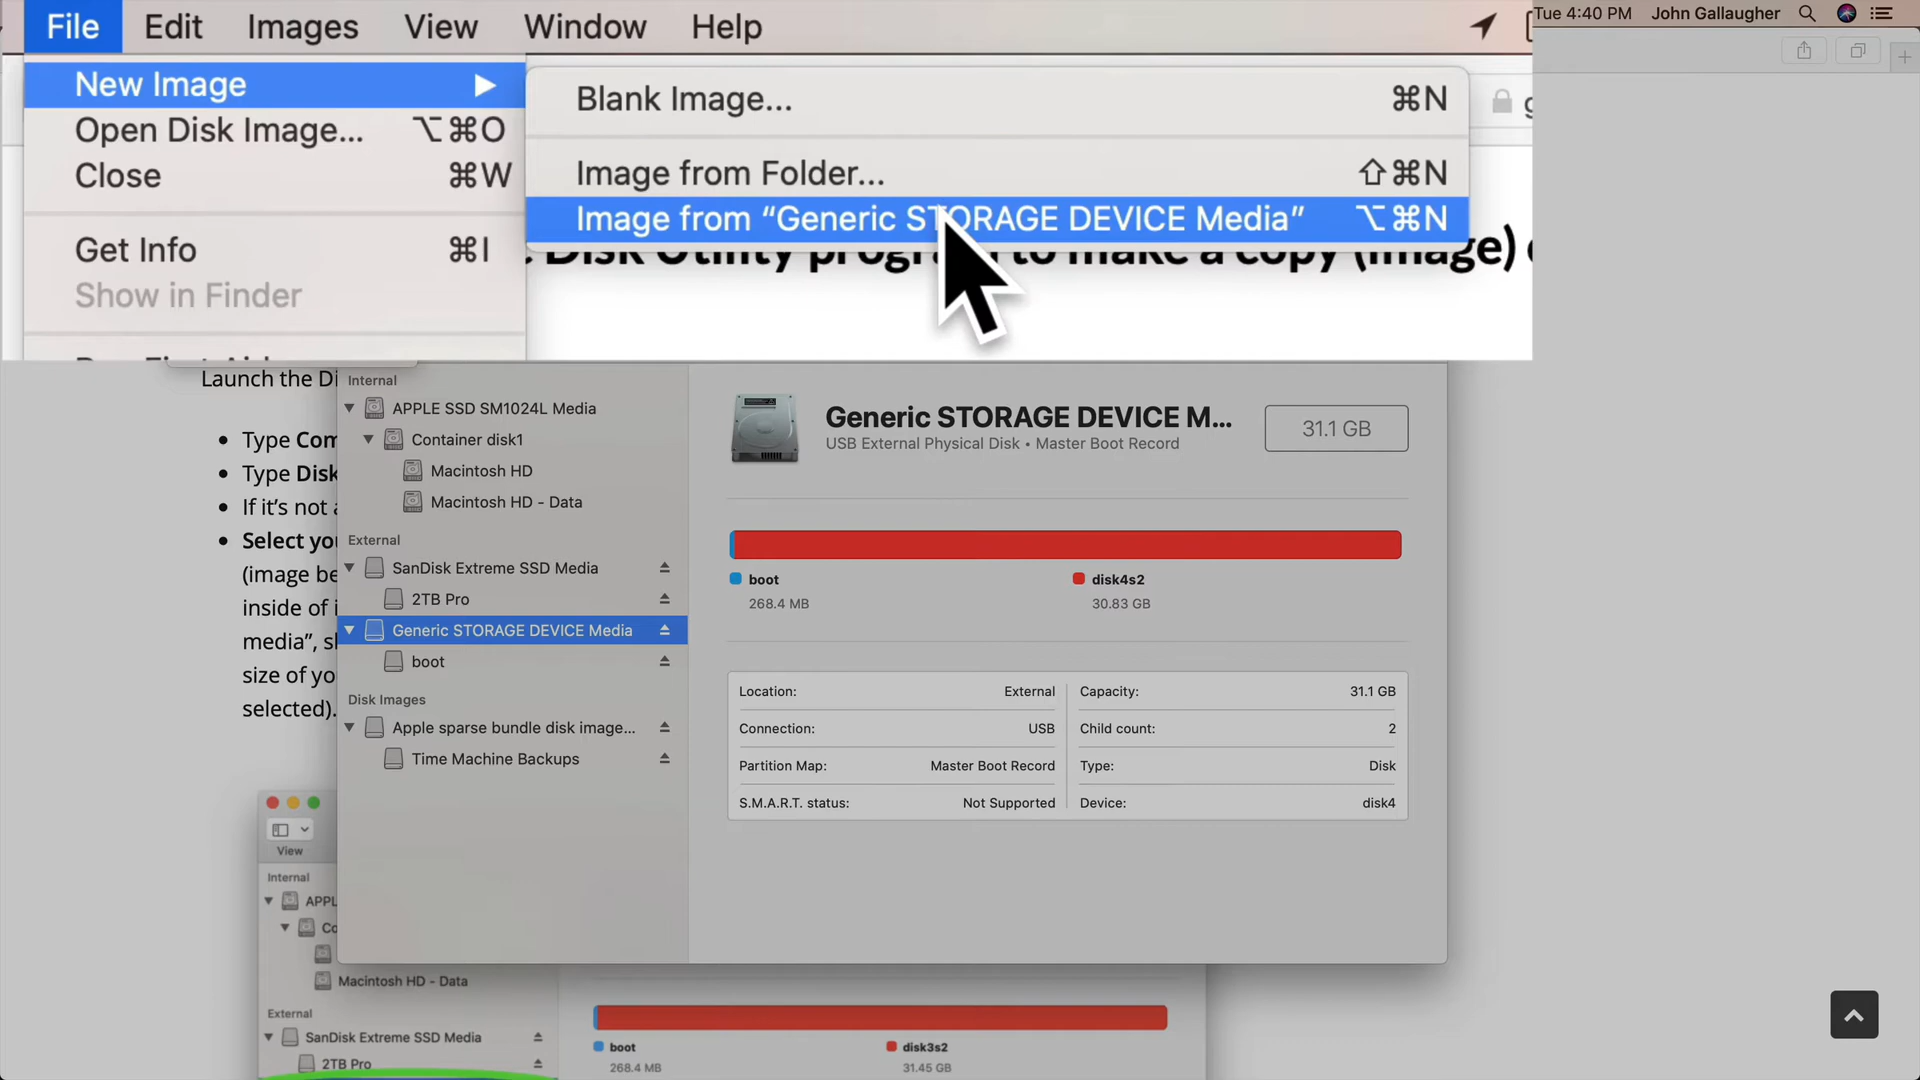 File Edit Images View Window Help
Tue 4:40 PM John Gallaugher
New Image
Open Disk Image... ⌥⌘O
Close ⌘W
Get Info ⌘I
Show in Finder
Blank Image... ⌘N
Image from Folder... ⇧⌘N
Image from “Generic STORAGE DEVICE Media” ⌥⌘N
Disk Utility program to make a copy (image)
Launch the
Type
Type
If it’s not
Select
(image
inside of
media”,
size of
selected).
Internal
APPLE SSD SM1024L Media
Container disk1
Macintosh HD
Macintosh HD - Data
External
SanDisk Extreme SSD Media
2TB Pro
Generic STORAGE DEVICE Media
boot
Disk Images
Apple sparse bundle disk image...
Time Machine Backups
Generic STORAGE DEVICE M...
USB External Physical Disk • Master Boot Record
31.1 GB
boot
268.4 MB
disk4s2
30.83 GB
Location: External
Connection: USB
Partition Map: Master Boot Record
S.M.A.R.T. status: Not Supported
Capacity: 31.1 GB
Child count: 2
Type: Disk
Device: disk4
View
Internal
Macintosh HD - Data
External
SanDisk Extreme SSD Media
2TB Pro
boot
268.4 MB
disk3s2
31.45 GB